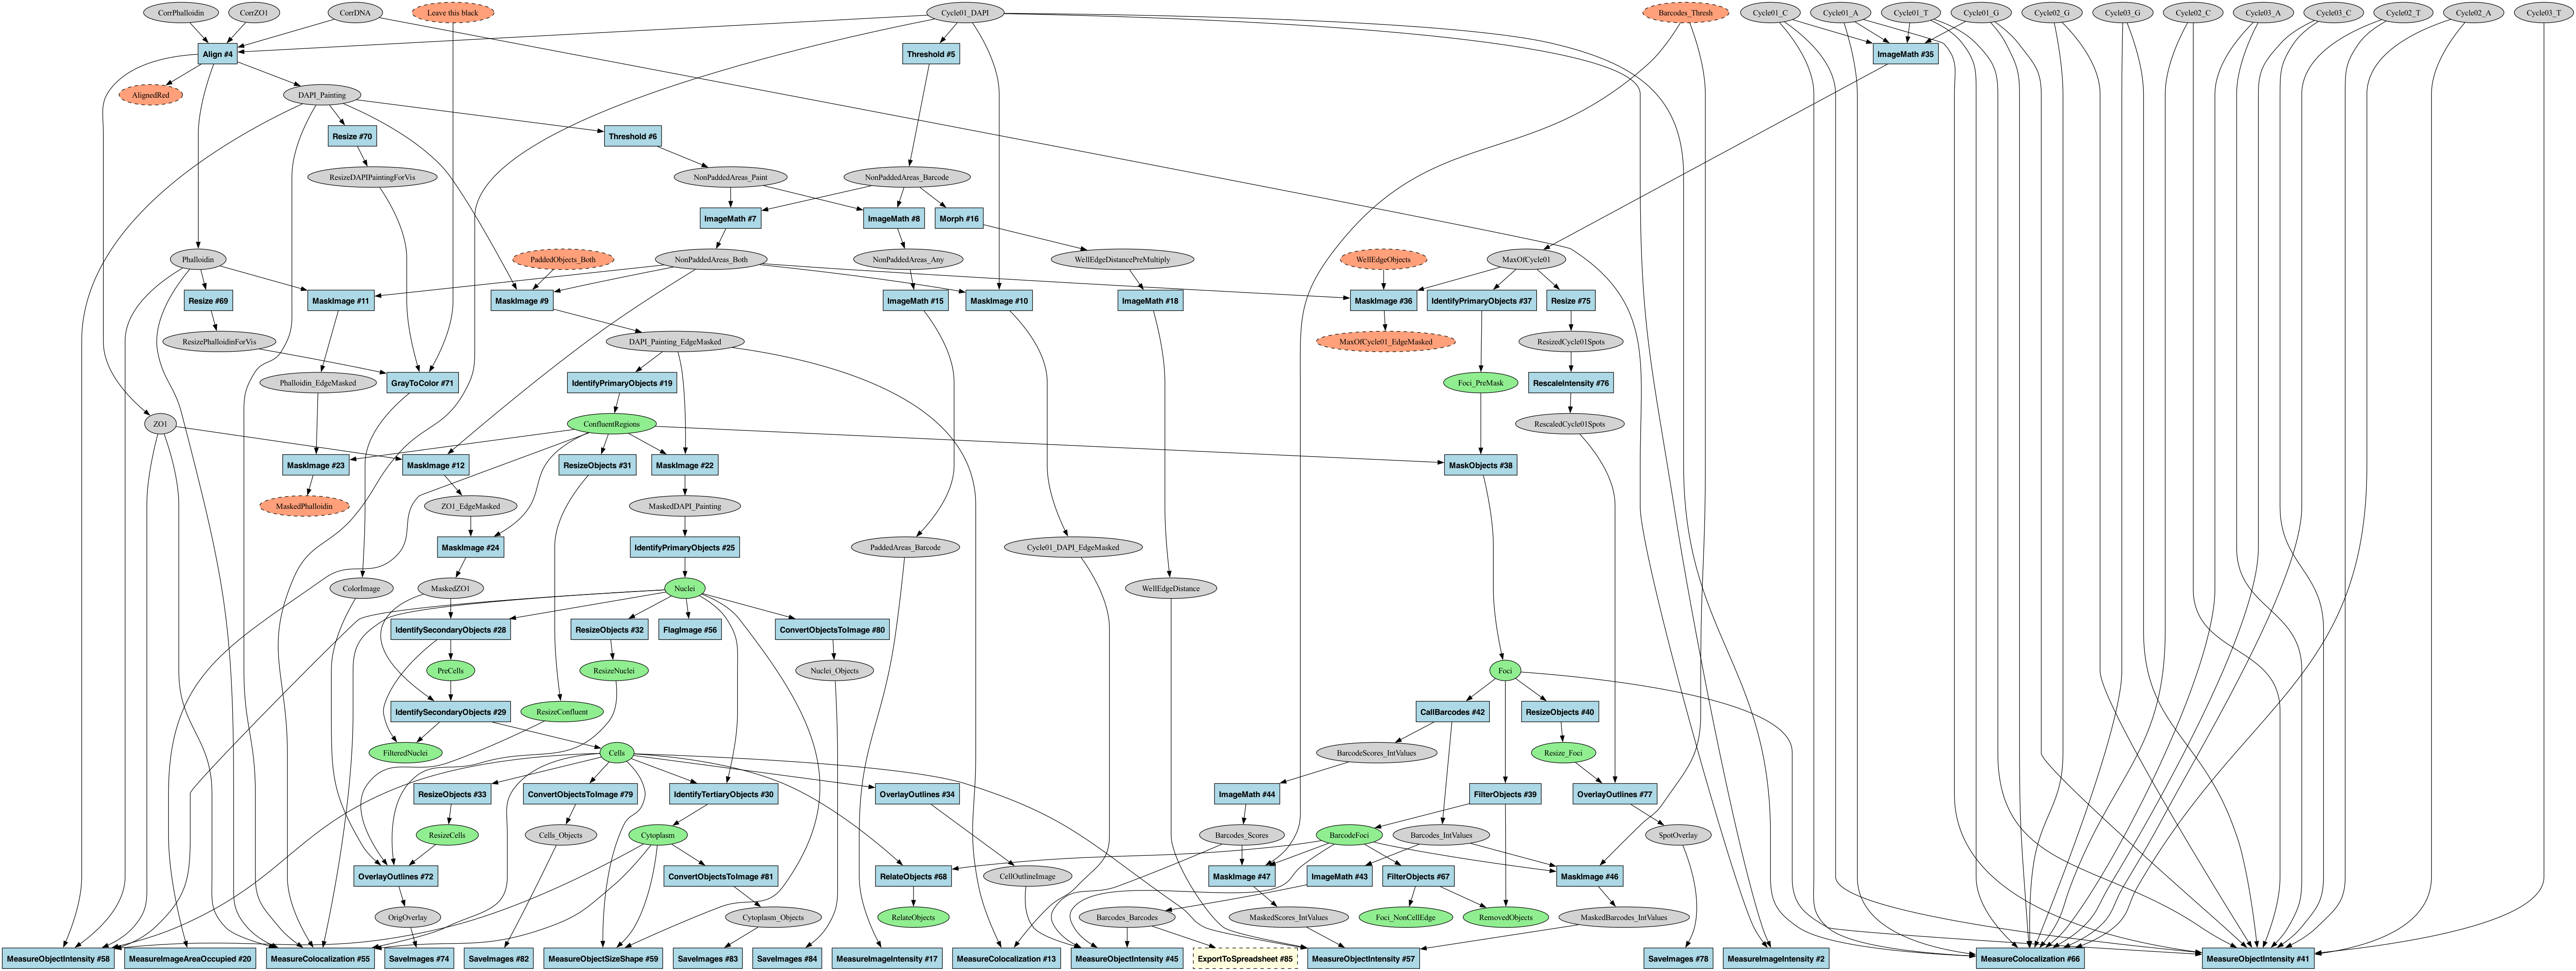 CorrPhalloidin
CorrZO1
CorrDNA
Leave this black
Cycle01_DAPI
Barcodes_Thresh
Cycle01_C
Cycle01_A
Cycle01_T
Cycle01_G
Cycle02_G
Cycle03_G
Cycle02_C
Cycle03_A
Cycle03_C
Cycle02_T
Cycle02_A
Cycle03_T
Align #4
Threshold #5
ImageMath #35
AlignedRed
DAPI_Painting
Resize #70
Threshold #6
ResizeDAPIPaintingForVis
NonPaddedAreas_Paint
NonPaddedAreas_Barcode
ImageMath #7
ImageMath #8
Morph #16
Phalloidin
PaddedObjects_Both
NonPaddedAreas_Both
NonPaddedAreas_Any
WellEdgeDistancePreMultiply
WellEdgeObjects
MaxOfCycle01
Resize #69
MaskImage #11
MaskImage #9
ImageMath #15
MaskImage #10
ImageMath #18
MaskImage #36
IdentifyPrimaryObjects #37
Resize #75
ResizePhalloidinForVis
DAPI_Painting_EdgeMasked
MaxOfCycle01_EdgeMasked
ResizedCycle01Spots
Phalloidin_EdgeMasked
GrayToColor #71
IdentifyPrimaryObjects #19
Foci_PreMask
RescaleIntensity #76
ZO1
ConfluentRegions
RescaledCycle01Spots
MaskImage #23
MaskImage #12
ResizeObjects #31
MaskImage #22
MaskObjects #38
MaskedPhalloidin
ZO1_EdgeMasked
MaskedDAPI_Painting
MaskImage #24
IdentifyPrimaryObjects #25
PaddedAreas_Barcode
Cycle01_DAPI_EdgeMasked
ColorImage
MaskedZO1
Nuclei
WellEdgeDistance
IdentifySecondaryObjects #28
ResizeObjects #32
FlagImage #56
ConvertObjectsToImage #80
PreCells
ResizeNuclei
Nuclei_Objects
Foci
IdentifySecondaryObjects #29
ResizeConfluent
CallBarcodes #42
ResizeObjects #40
FilteredNuclei
Cells
BarcodeScores_IntValues
Resize_Foci
ResizeObjects #33
ConvertObjectsToImage #79
IdentifyTertiaryObjects #30
OverlayOutlines #34
ImageMath #44
FilterObjects #39
OverlayOutlines #77
ResizeCells
Cells_Objects
Cytoplasm
Barcodes_Scores
BarcodeFoci
Barcodes_IntValues
SpotOverlay
OverlayOutlines #72
ConvertObjectsToImage #81
RelateObjects #68
CellOutlineImage
MaskImage #47
ImageMath #43
FilterObjects #67
MaskImage #46
OrigOverlay
Cytoplasm_Objects
RelateObjects
Barcodes_Barcodes
MaskedScores_IntValues
Foci_NonCellEdge
RemovedObjects
MaskedBarcodes_IntValues
MeasureObjectIntensity #58
MeasureImageAreaOccupied #20
MeasureColocalization #55
SaveImages #74
SaveImages #82
MeasureObjectSizeShape #59
SaveImages #83
SaveImages #84
MeasureImageIntensity #17
MeasureColocalization #13
MeasureObjectIntensity #45
ExportToSpreadsheet #85
MeasureObjectIntensity #57
SaveImages #78
MeasureImageIntensity #2
MeasureColocalization #66
MeasureObjectIntensity #41